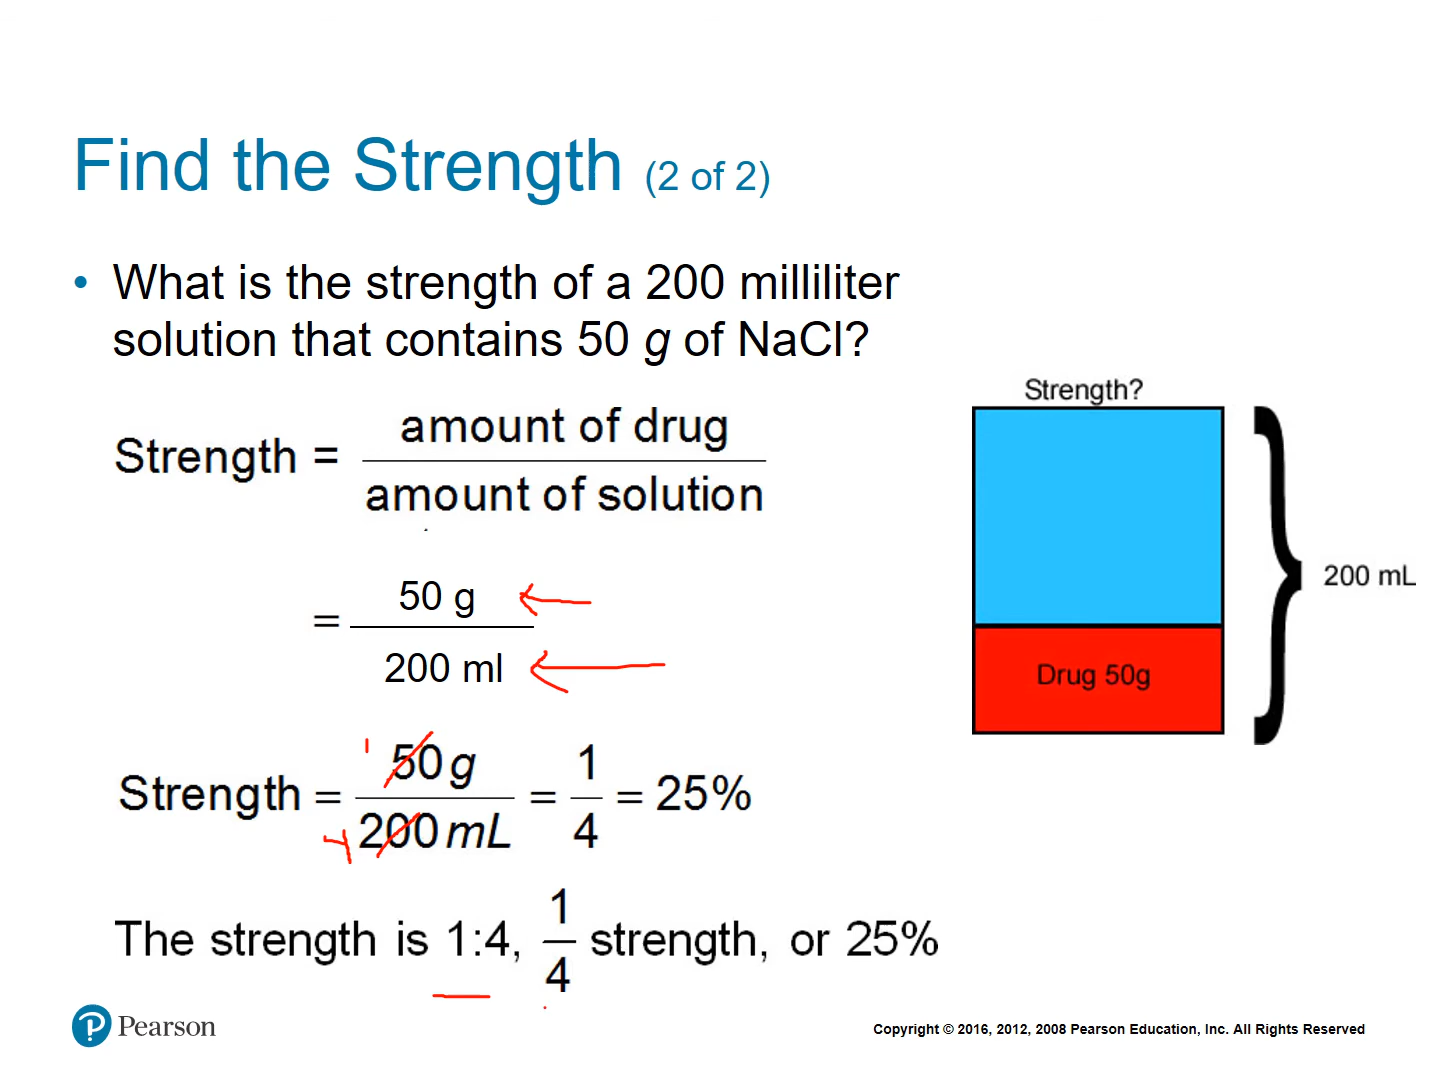 Find the Strength (2 of 2)
• What is the strength of a 200 milliliter
solution that contains 50 g of NaCl?
Strength = amount of drug / amount of solution
= 50 g / 200 ml
Strength = 50 g / 200 mL = 1/4 = 25%
1
4
The strength is 1:4, 1/4 strength, or 25%
Strength?
200 mL
Drug 50g
Pearson
Copyright © 2016, 2012, 2008 Pearson Education, Inc. All Rights Reserved